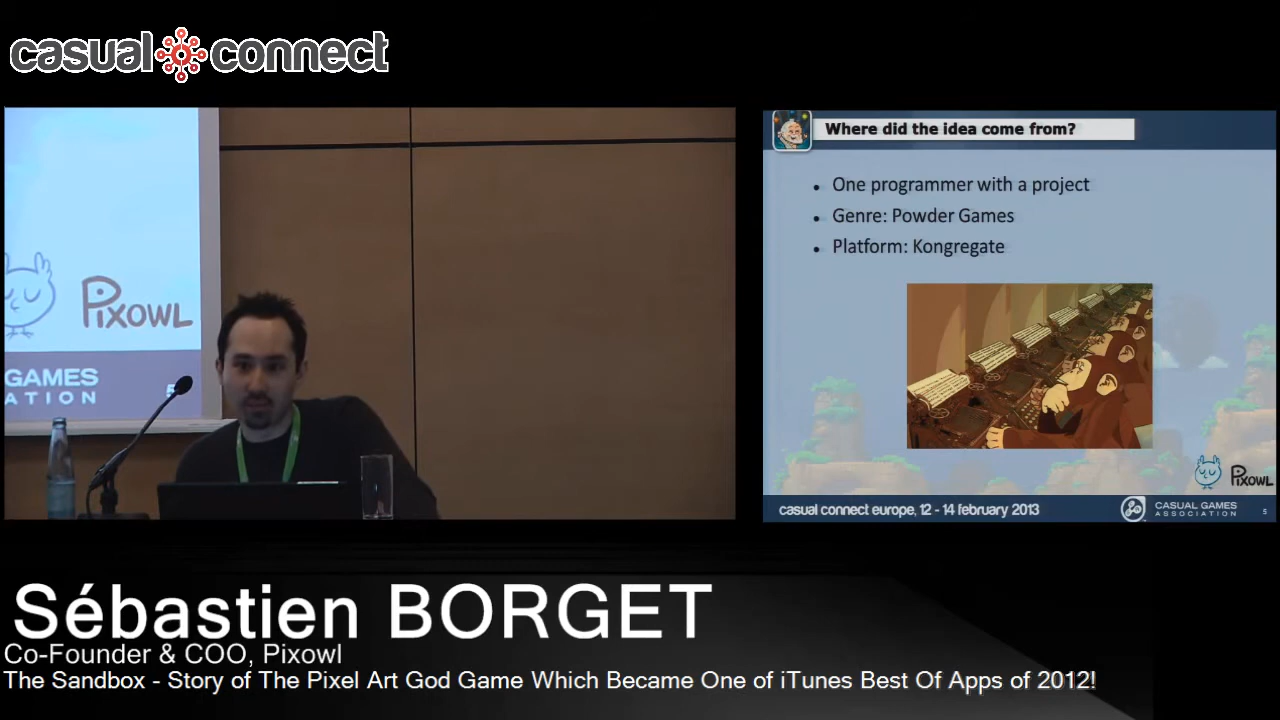 casual connect
PIXOWL
GAMES
ATION
Where did the idea come from?
• One programmer with a project
• Genre: Powder Games
• Platform: Kongregate
PIXOWL
casual connect europe, 12 - 14 february 2013
CASUAL GAMES
ASSOCIATION
5
Sébastien BORGET
Co-Founder & COO, Pixowl
The Sandbox - Story of The Pixel Art God Game Which Became One of iTunes Best Of Apps of 2012!